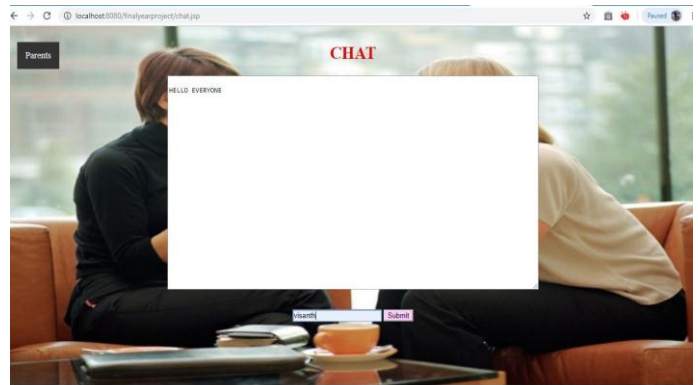 localhost:8080/finalyearproject/chat.jsp
Paused
Parents
CHAT
HELLO EVERYONE
visanth
Submit